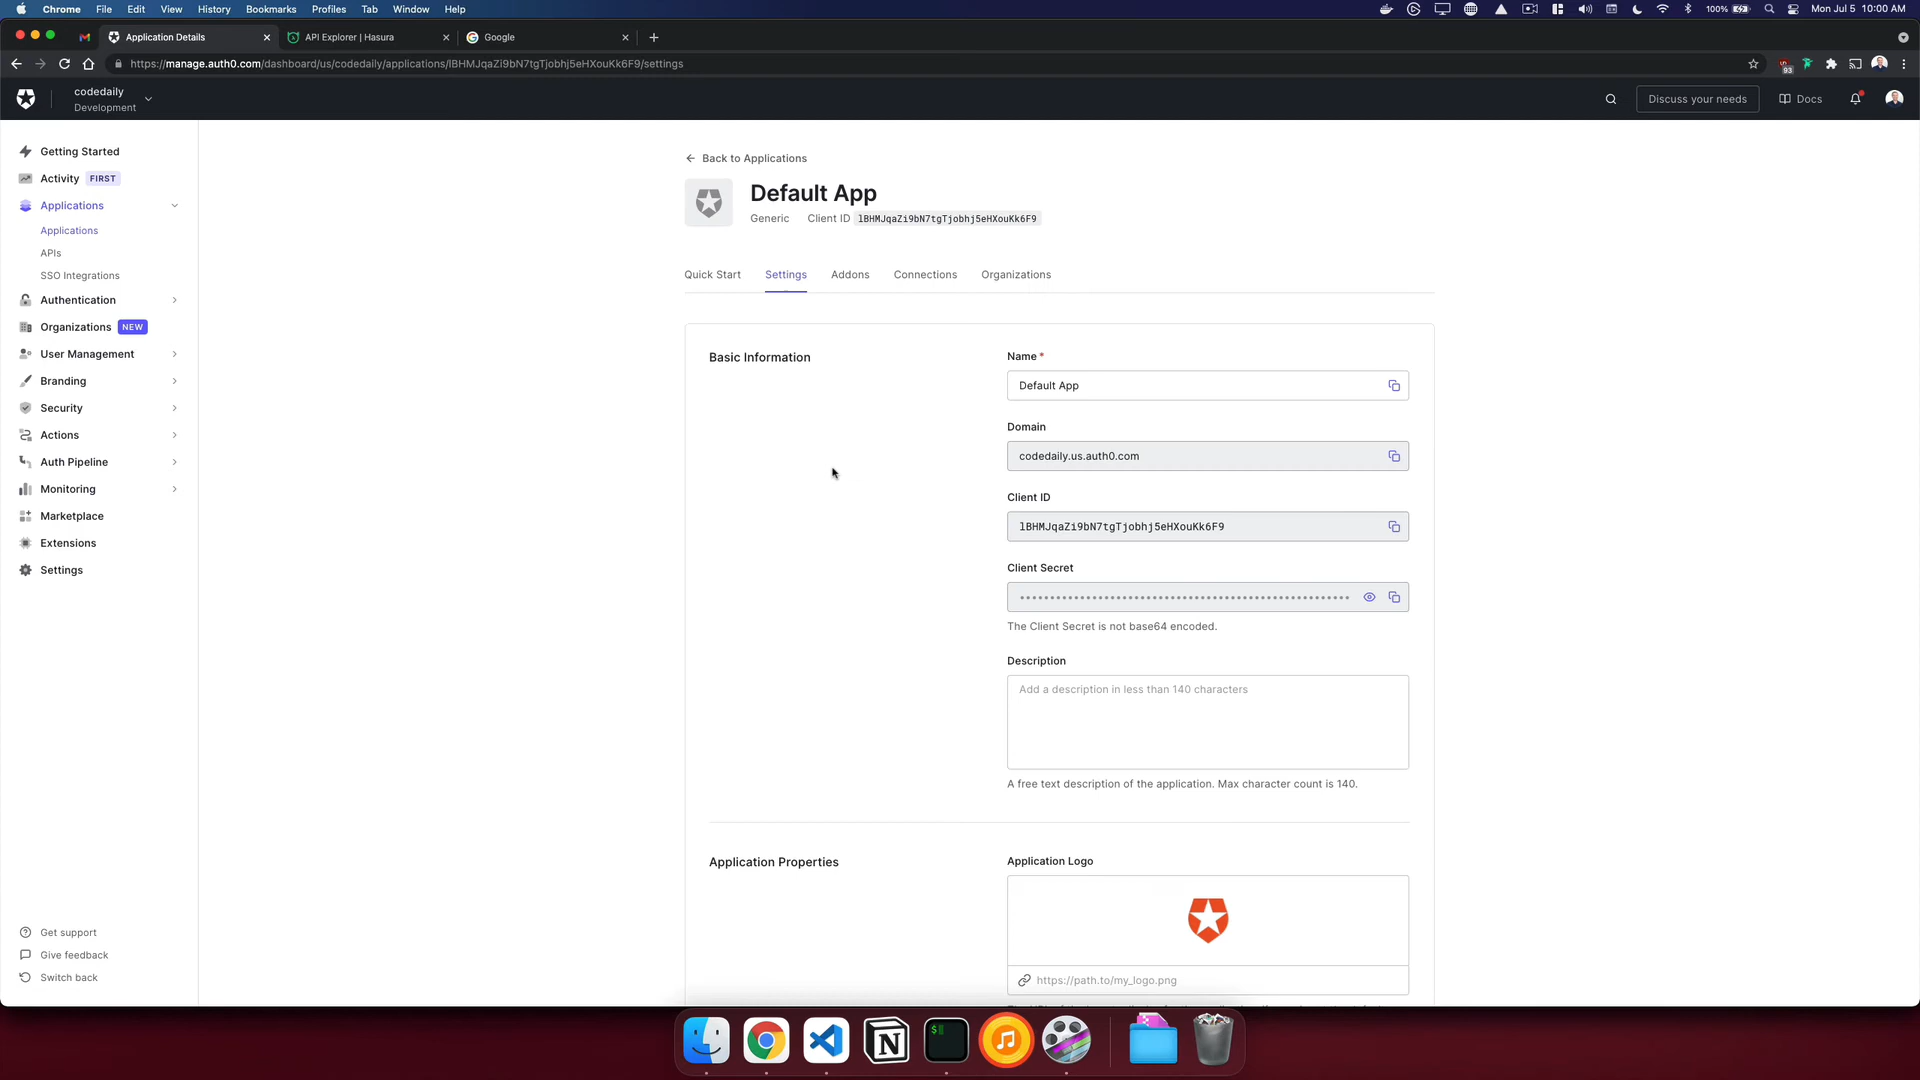 Chrome File Edit View History Bookmarks Profiles Tab Window Help
100% Mon Jul 5 10:00 AM
Application Details
API Explorer | Hasura
Google
https://manage.auth0.com/dashboard/us/codedaily/applications/lBHMJqaZi9bN7tgTjobhj5eHXouKk6F9/settings
93
codedaily
Development
Discuss your needs
Docs
Getting Started
Activity FIRST
Applications
Applications
APIs
SSO Integrations
Authentication
Organizations NEW
User Management
Branding
Security
Actions
Auth Pipeline
Monitoring
Marketplace
Extensions
Settings
Get support
Give feedback
Switch back
Back to Applications
Default App
Generic Client ID lBHMJqaZi9bN7tgTjobhj5eHXouKk6F9
Quick Start Settings Addons Connections Organizations
Basic Information
Name *
Default App
Domain
codedaily.us.auth0.com
Client ID
lBHMJqaZi9bN7tgTjobhj5eHXouKk6F9
Client Secret
The Client Secret is not base64 encoded.
Description
Add a description in less than 140 characters
A free text description of the application. Max character count is 140.
Application Properties
Application Logo
https://path.to/my_logo.png